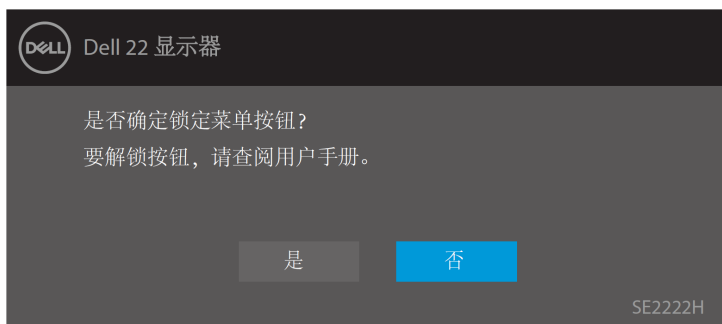 DELL
Dell 22 显示器
是否确定锁定菜单按钮?
要解锁按钮，请查阅用户手册。
是
否
SE2222H